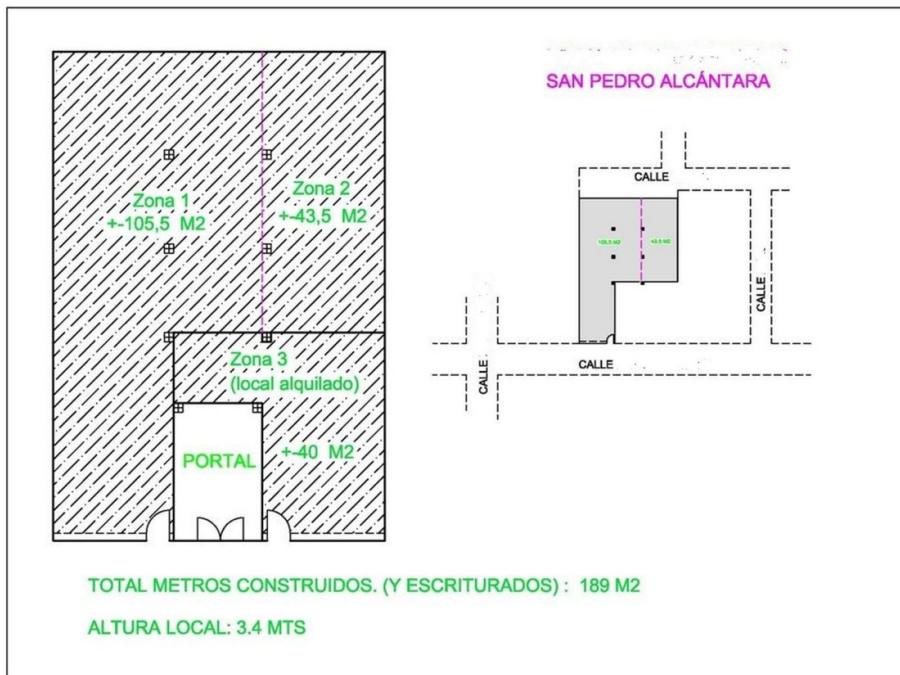 SAN PEDRO ALCÁNTARA
Zona 1
+-105,5 M2
Zona 2
+-43,5 M2
Zona 3
(local alquilado)
+-40 M2
PORTAL
CALLE
CALLE
CALLE
CALLE
TOTAL METROS CONSTRUIDOS. (Y ESCRITURADOS) : 189 M2
ALTURA LOCAL: 3.4 MTS